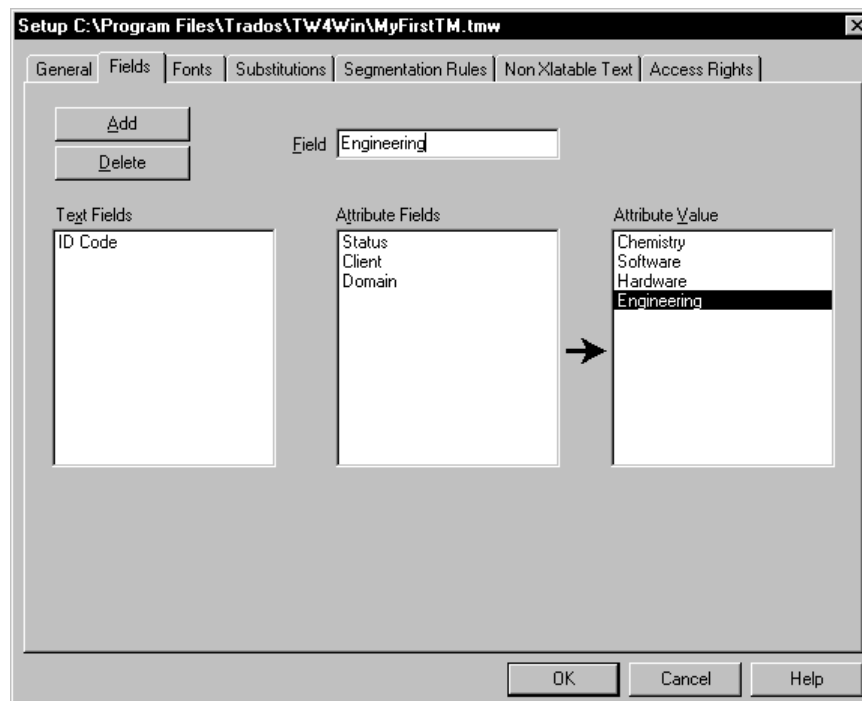 Setup C:\Program Files\Trados\TW4Win\MyFirstTM.tmw
General Fields Fonts Substitutions Segmentation Rules Non Xlatable Text Access Rights
Add
Delete
Field Engineering
Text Fields
ID Code
Attribute Fields
Status
Client
Domain
Attribute Value
Chemistry
Software
Hardware
Engineering
OK Cancel Help